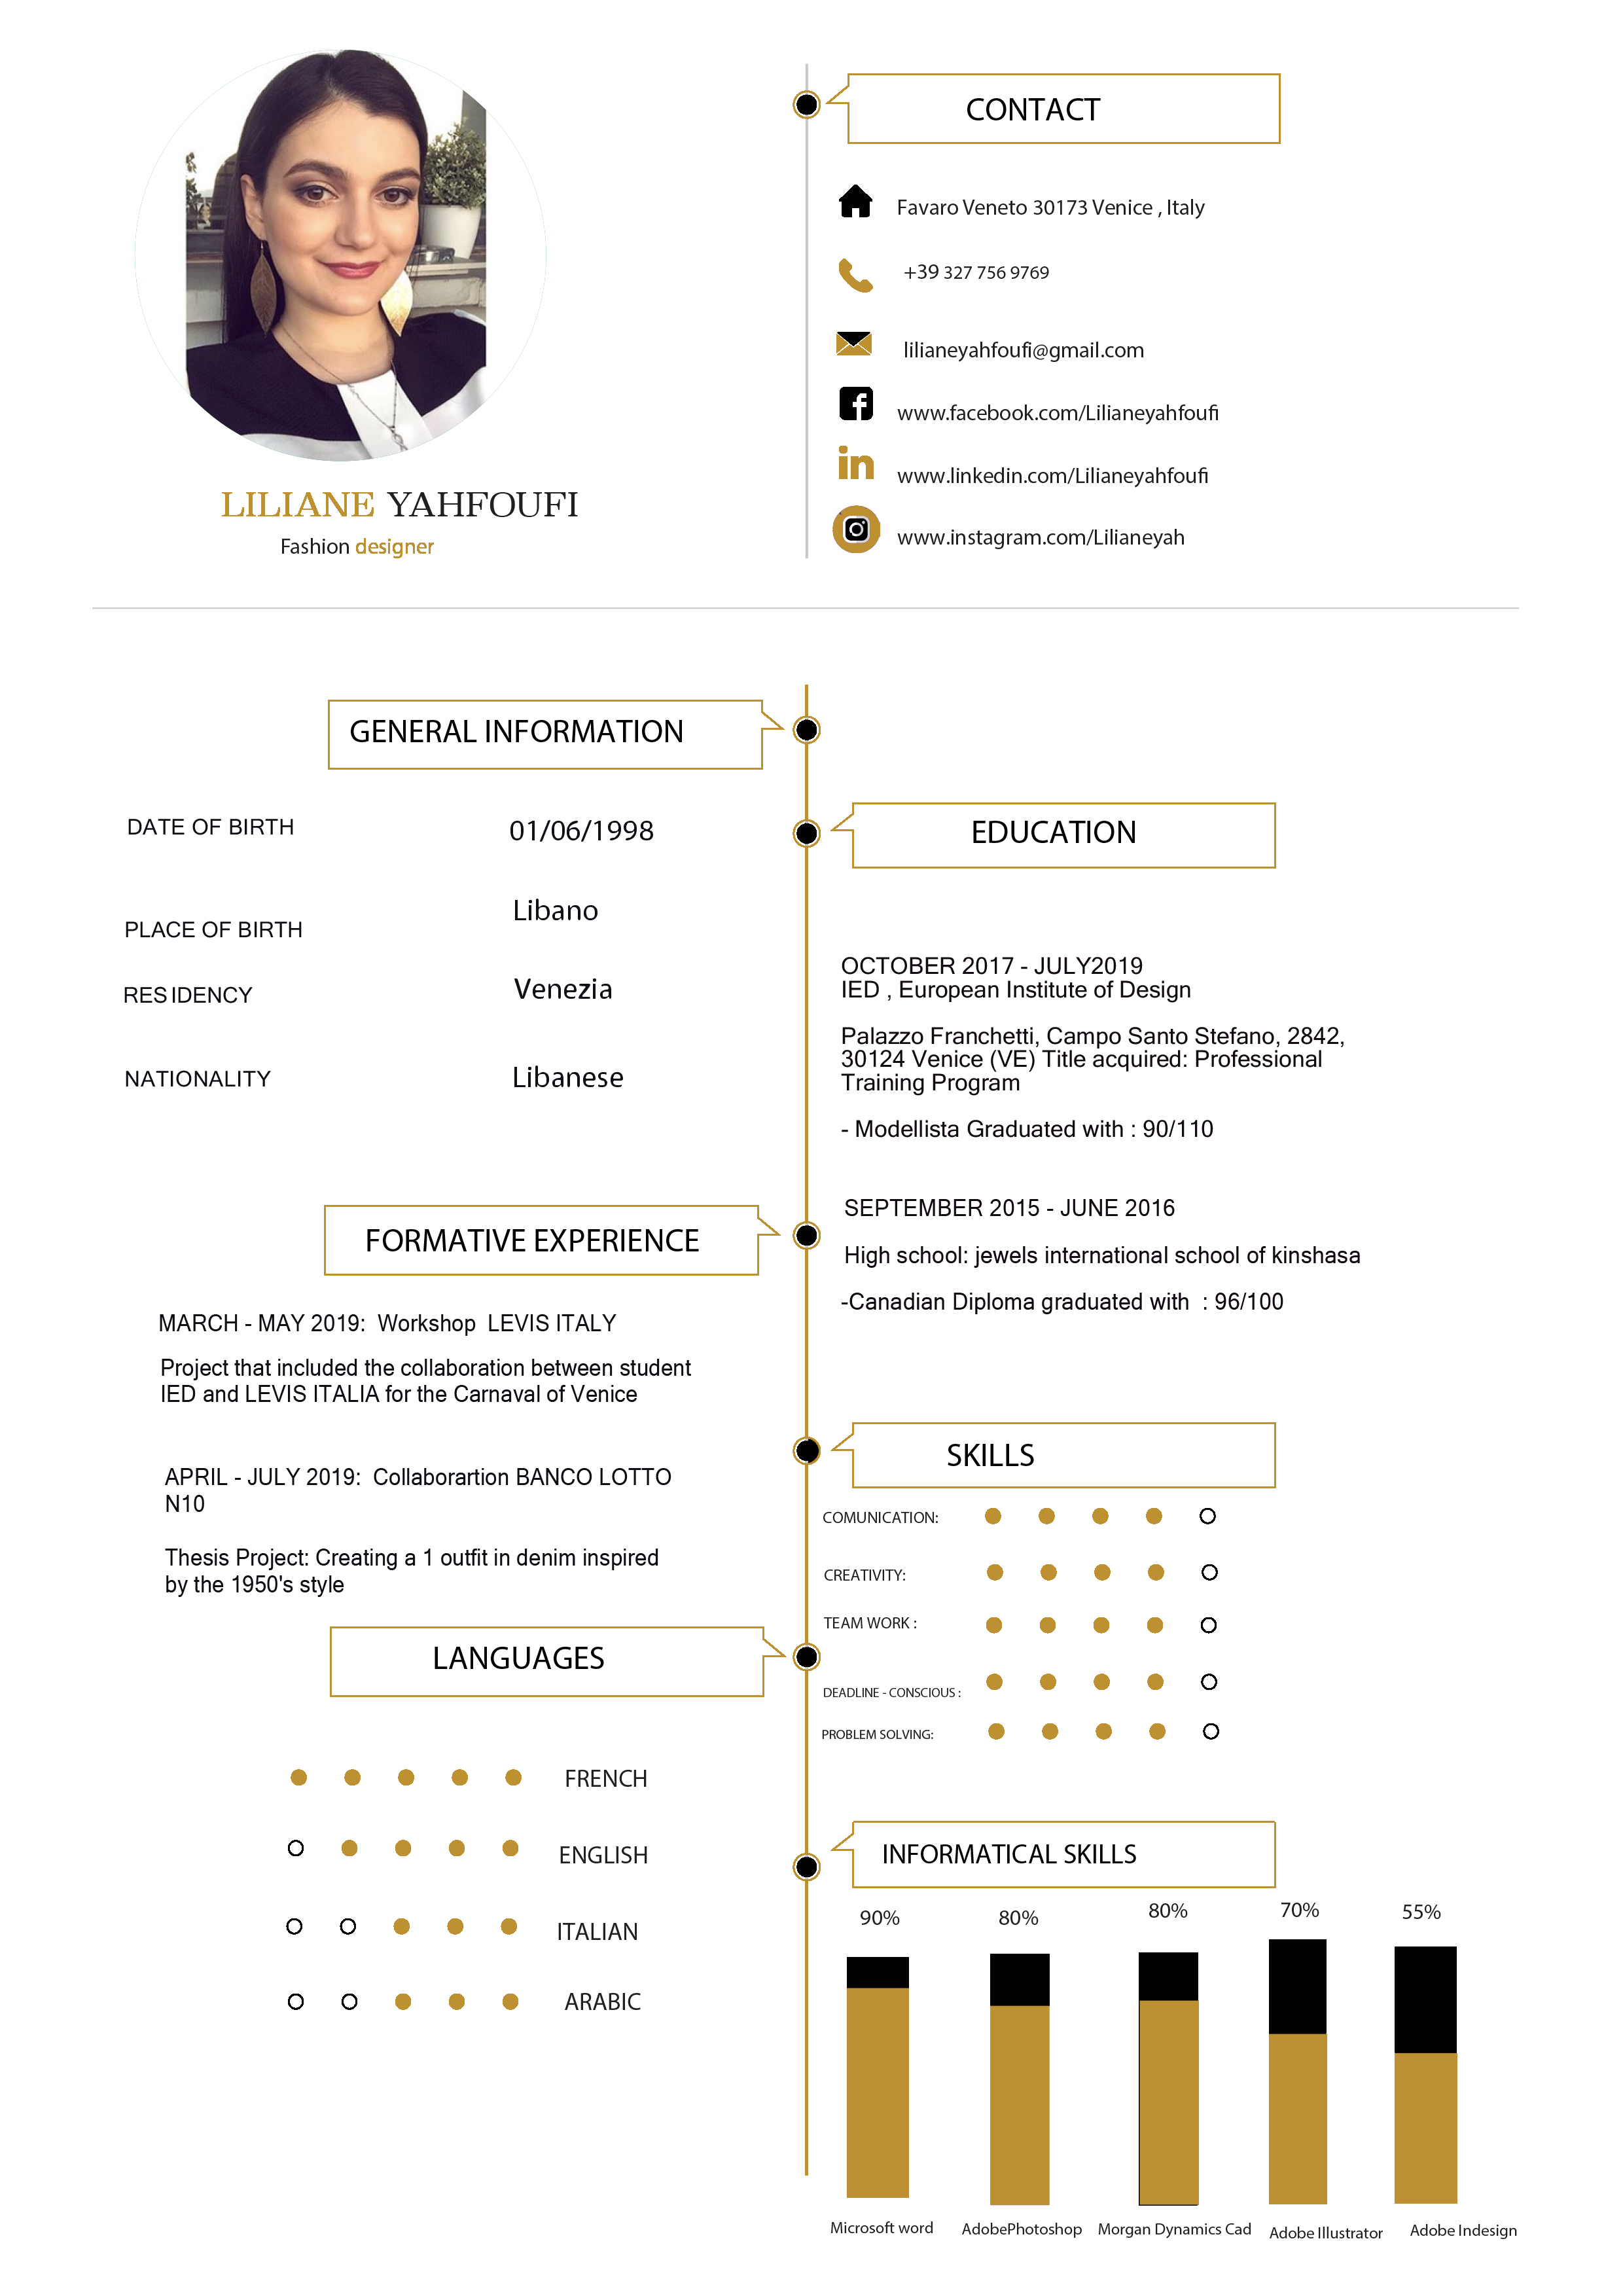 LILIANE YAHFOUFI
Fashion designer
CONTACT
Favaro Veneto 30173 Venice , Italy
+39 327 756 9769
lilianeyahfoufi@gmail.com
www.facebook.com/Lilianeyahfoufi
www.linkedin.com/Lilianeyahfoufi
www.instagram.com/Lilianeyah
GENERAL INFORMATION
DATE OF BIRTH 01/06/1998
PLACE OF BIRTH Libano
RESIDENCY Venezia
NATIONALITY Libanese
FORMATIVE EXPERIENCE
MARCH - MAY 2019: Workshop LEVIS ITALY
Project that included the collaboration between student
IED and LEVIS ITALIA for the Carnaval of Venice
APRIL - JULY 2019: Collaborartion BANCO LOTTO
N10
Thesis Project: Creating a 1 outfit in denim inspired
by the 1950's style
LANGUAGES
FRENCH
ENGLISH
ITALIAN
ARABIC
EDUCATION
OCTOBER 2017 - JULY2019
IED , European Institute of Design
Palazzo Franchetti, Campo Santo Stefano, 2842,
30124 Venice (VE) Title acquired: Professional
Training Program
- Modellista Graduated with : 90/110
SEPTEMBER 2015 - JUNE 2016
High school: jewels international school of kinshasa
-Canadian Diploma graduated with : 96/100
SKILLS
COMUNICATION:
CREATIVITY:
TEAM WORK :
DEADLINE - CONSCIOUS :
PROBLEM SOLVING:
INFORMATICAL SKILLS
90% 80% 80% 70% 55%
Microsoft word AdobePhotoshop Morgan Dynamics Cad Adobe Illustrator Adobe Indesign